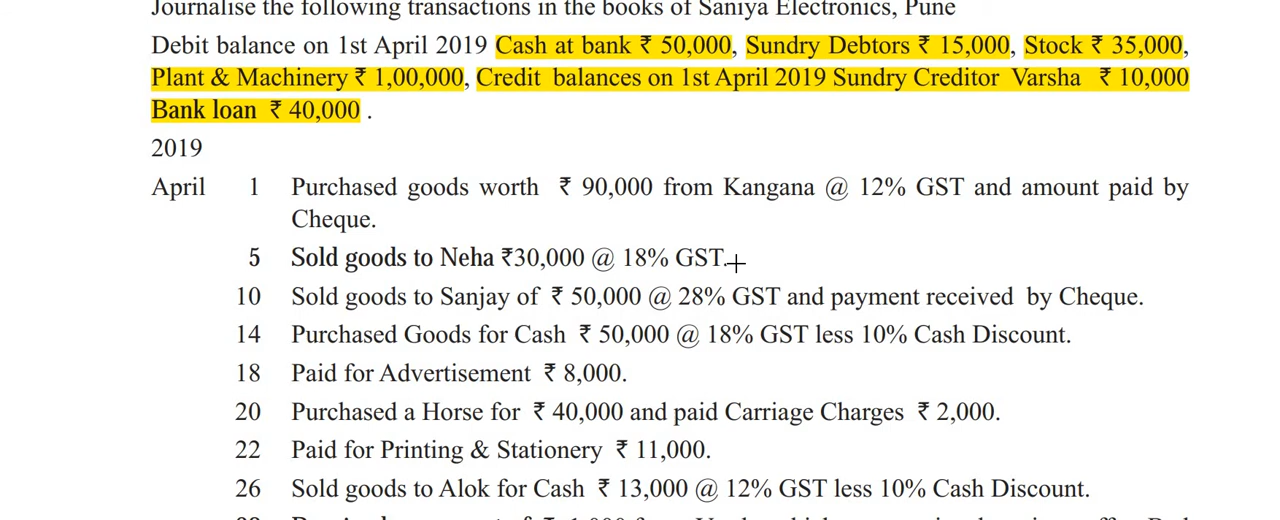 Journalise the following transactions in the books of Saniya Electronics, Pune
Debit balance on 1st April 2019 Cash at bank ₹ 50,000, Sundry Debtors ₹ 15,000, Stock ₹ 35,000,
Plant & Machinery ₹ 1,00,000, Credit balances on 1st April 2019 Sundry Creditor Varsha ₹ 10,000
Bank loan ₹ 40,000 .
2019
April 1 Purchased goods worth ₹ 90,000 from Kangana @ 12% GST and amount paid by
Cheque.
5 Sold goods to Neha ₹30,000 @ 18% GST.
10 Sold goods to Sanjay of ₹ 50,000 @ 28% GST and payment received by Cheque.
14 Purchased Goods for Cash ₹ 50,000 @ 18% GST less 10% Cash Discount.
18 Paid for Advertisement ₹ 8,000.
20 Purchased a Horse for ₹ 40,000 and paid Carriage Charges ₹ 2,000.
22 Paid for Printing & Stationery ₹ 11,000.
26 Sold goods to Alok for Cash ₹ 13,000 @ 12% GST less 10% Cash Discount.